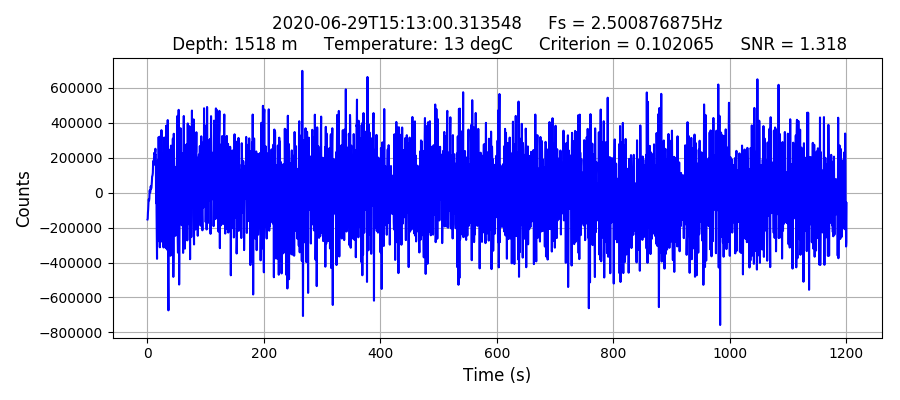 2020-06-29T15:13:00.313548     Fs = 2.500876875Hz
Depth: 1518 m     Temperature: 13 degC     Criterion = 0.102065     SNR = 1.318
600000
400000
200000
0
−200000
−400000
−600000
−800000
Counts
0 200 400 600 800 1000 1200
Time (s)